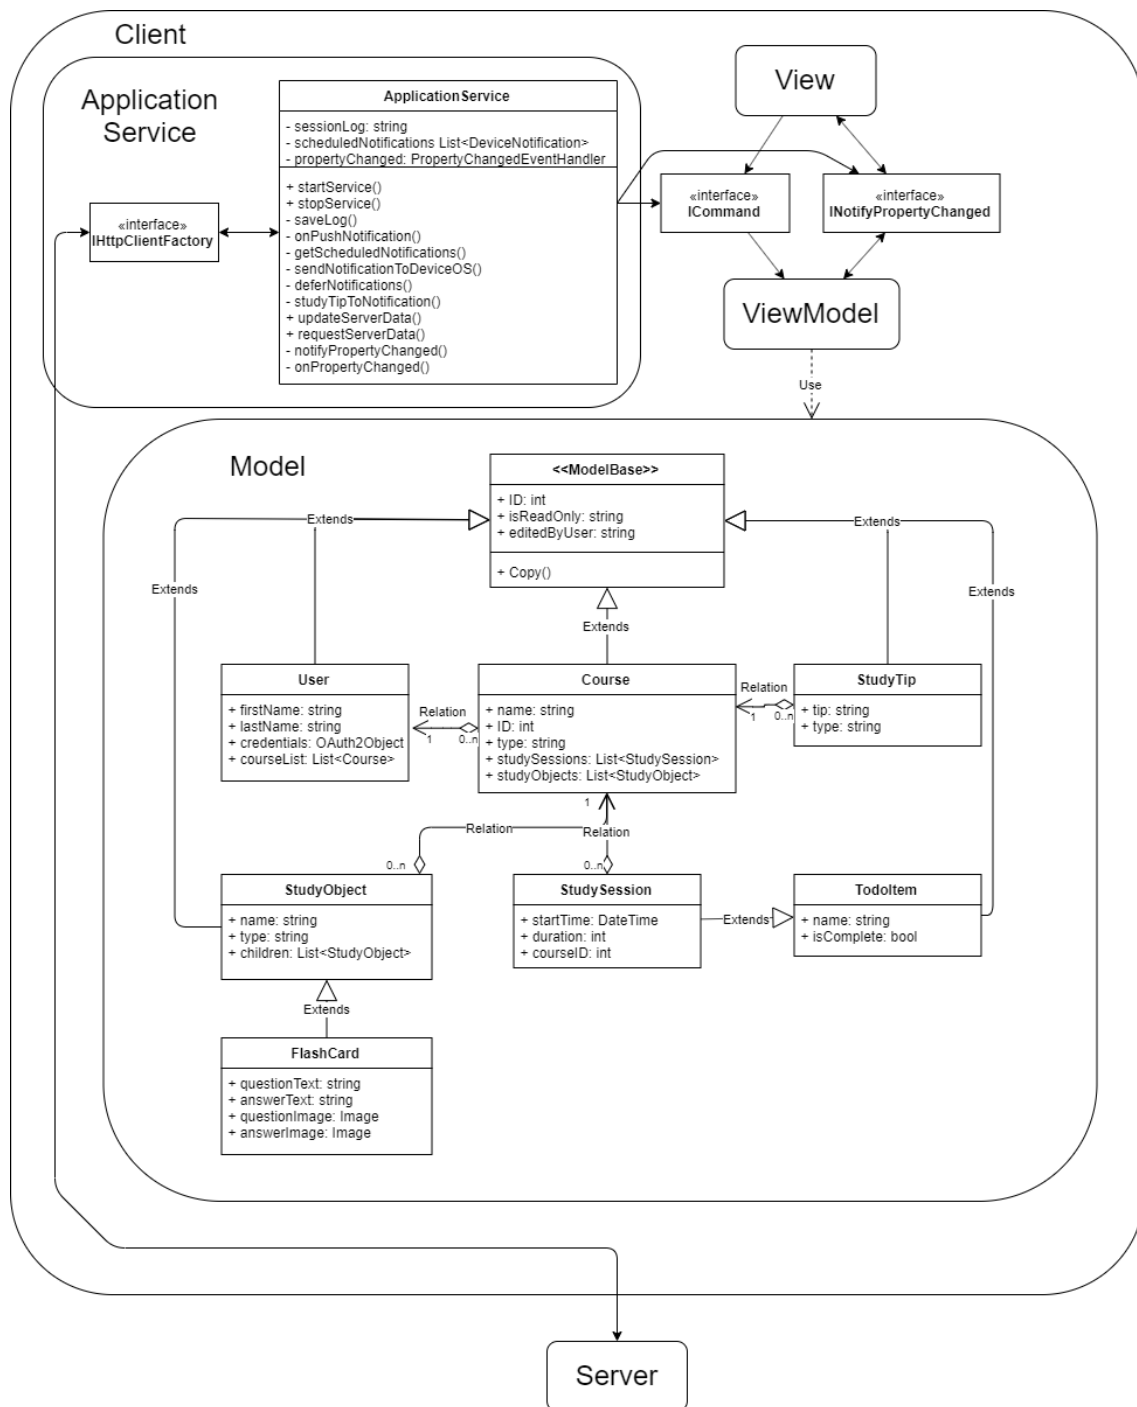 Client
Application
Service
ApplicationService
- sessionLog: string
- scheduledNotifications List<DeviceNotification>
- propertyChanged: PropertyChangedEventHandler
+ startService()
+ stopService()
- saveLog()
- onPushNotification()
- getScheduledNotifications()
- sendNotificationToDeviceOS()
- deferNotifications()
- studyTipToNotification()
+ updateServerData()
+ requestServerData()
- notifyPropertyChanged()
- onPropertyChanged()
«interface»
IHttpClientFactory
View
«interface»
ICommand
«interface»
INotifyPropertyChanged
ViewModel
Use
Model
<<ModelBase>>
+ ID: int
+ isReadOnly: string
+ editedByUser: string
+ Copy()
Extends
Extends
Extends
Extends
Extends
User
+ firstName: string
+ lastName: string
+ credentials: OAuth2Object
+ courseList: List<Course>
Relation
1
0..n
Course
+ name: string
+ ID: int
+ type: string
+ studySessions: List<StudySession>
+ studyObjects: List<StudyObject>
Relation
1
0..n
StudyTip
+ tip: string
+ type: string
1
Relation
Relation
0..n
0..n
StudyObject
+ name: string
+ type: string
+ children: List<StudyObject>
StudySession
+ startTime: DateTime
+ duration: int
+ courseID: int
Extends
TodoItem
+ name: string
+ isComplete: bool
Extends
FlashCard
+ questionText: string
+ answerText: string
+ questionImage: Image
+ answerImage: Image
Server